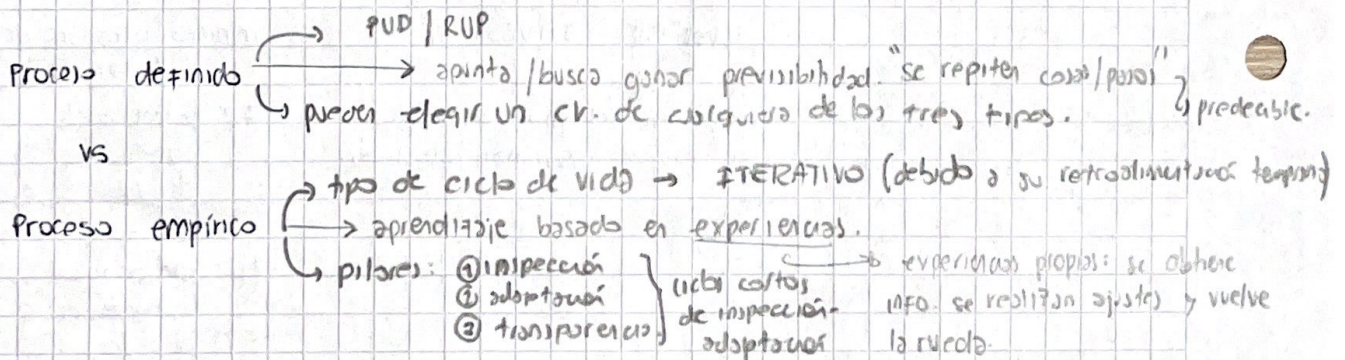 PUD / RUP
Proceso definido → apunta / busca ganar previsibilidad. "se repiten cosas/pasos"
↳ pueden elegir un cv. de cualquiera de los tres tipos.
↳ predecible.
vs
tipo de ciclo de vida → ITERATIVO (debido a su retroalimentación temprana)
Proceso empírico → aprendizaje basado en experiencias.
↳ pilares: ① inspección
② adaptación
③ transparencia
ciclos cortos
de inspección-
adaptación
→ experiencias propias: se obtiene
info. se realizan ajustes y vuelve
la rueda.